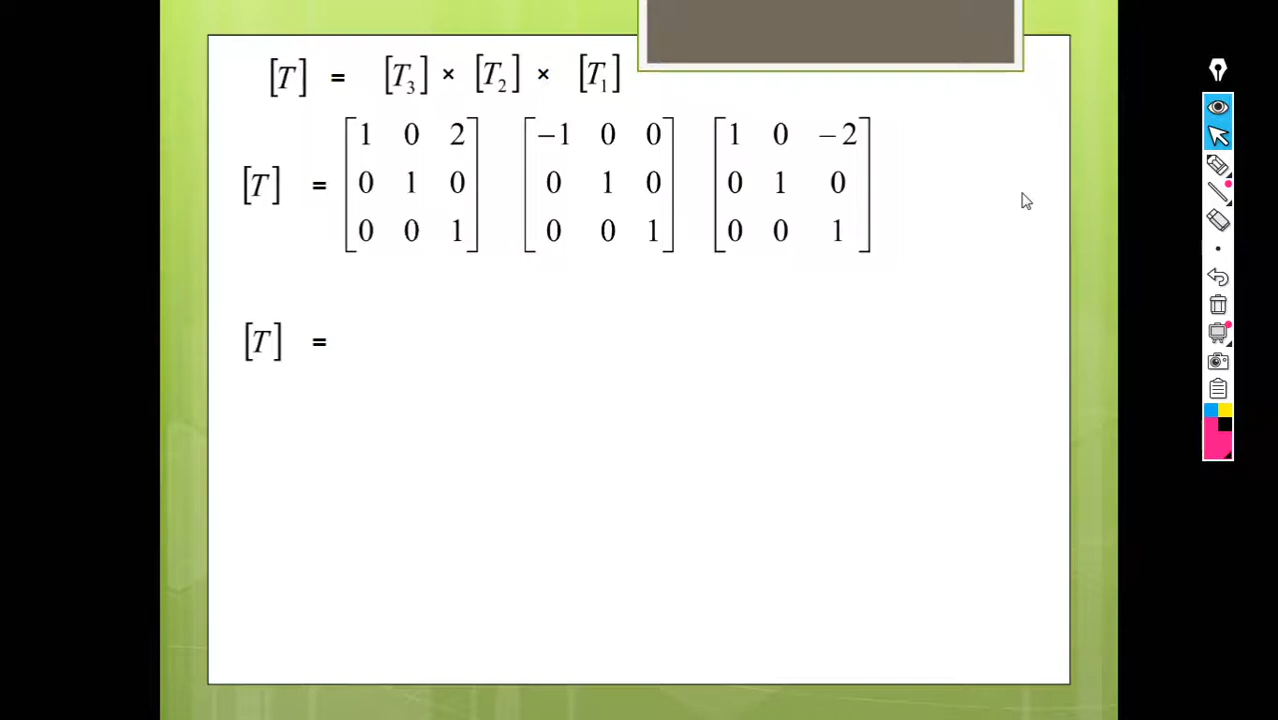 [T] = [T₃] × [T₂] × [T₁]
[T] = [1 0 2; 0 1 0; 0 0 1] [−1 0 0; 0 1 0; 0 0 1] [1 0 −2; 0 1 0; 0 0 1]
[T] =